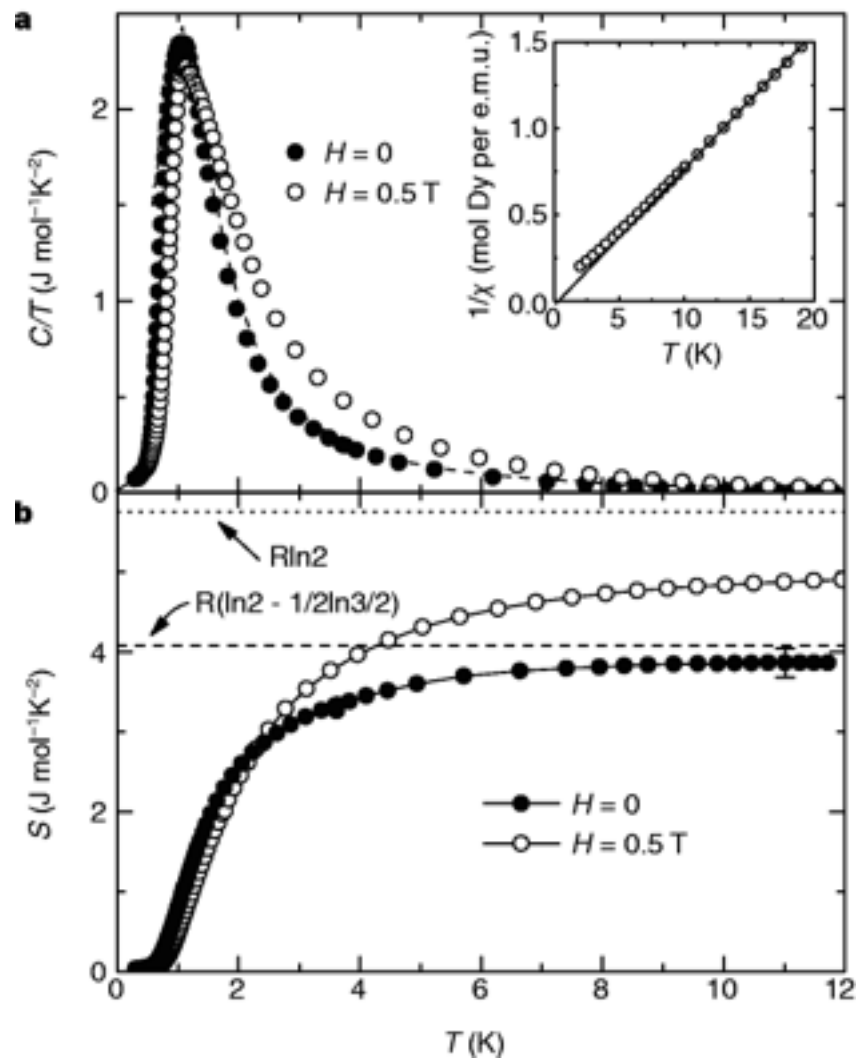 a
2
1
0
C/T (J mol⁻¹K⁻²)
H = 0
H = 0.5 T
1.5
1.0
0.5
0.0
1/χ (mol Dy per e.m.u.)
0 5 10 15 20
T (K)
b
Rln2
R(ln2 - 1/2ln3/2)
4
2
0
S (J mol⁻¹K⁻²)
H = 0
H = 0.5 T
0 2 4 6 8 10 12
T (K)